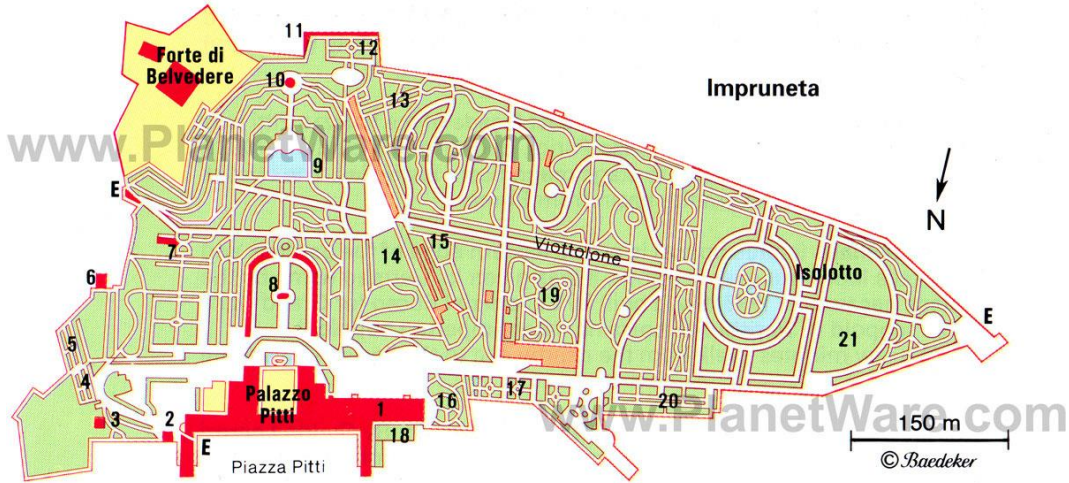 11
12
Forte di
Belvedere
10
13
Impruneta
www.PlanetWare.com
9
E
N
7
14
15
Viottolone
6
8
19
Isolotto
E
5
21
4
Palazzo
Pitti
3
2
1
16
17
20
www.PlanetWare.com
E
18
150 m
Piazza Pitti
© Baedeker